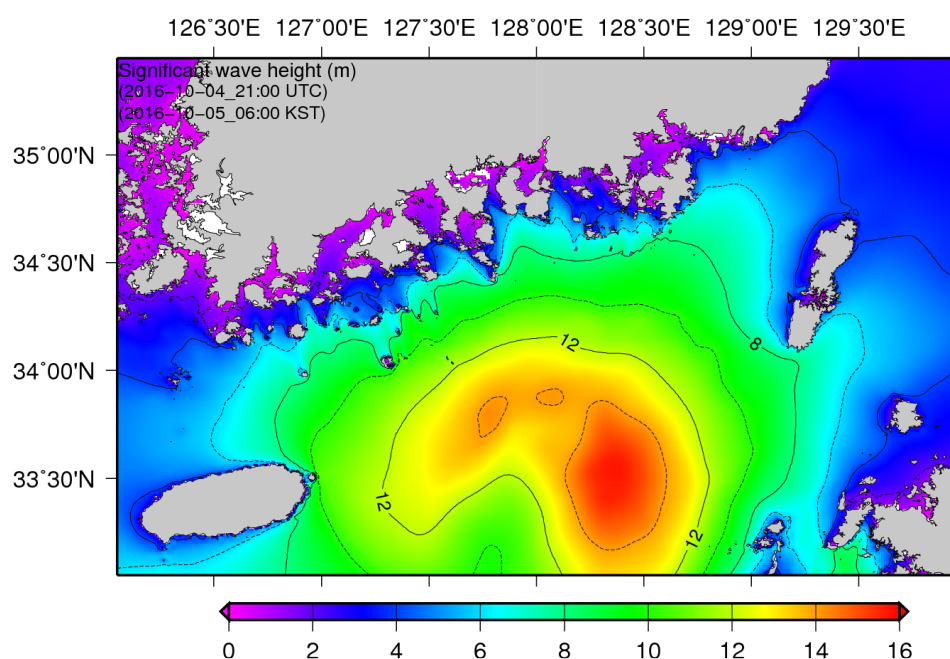 126˚30'E 127˚00'E 127˚30'E 128˚00'E 128˚30'E 129˚00'E 129˚30'E
Significant wave height (m)
(2016−10−04_21:00 UTC)
(2016−10−05_06:00 KST)
35˚00'N
34˚30'N
34˚00'N
33˚30'N
12
8
12
12
0 2 4 6 8 10 12 14 16